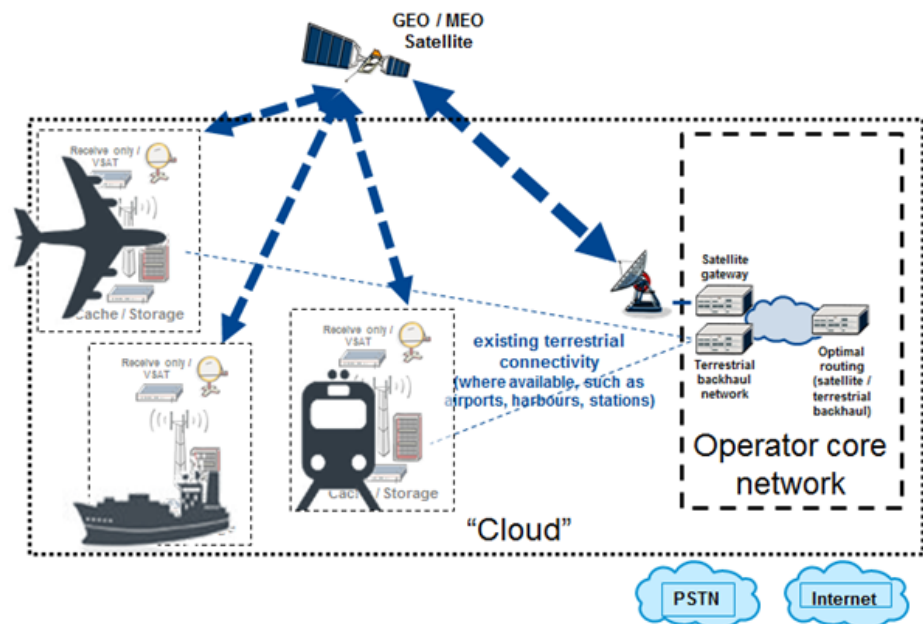 GEO / MEO
Satellite
Receive only /
VSAT
Cache / Storage
Receive only /
VSAT
Receive only /
VSAT
Cache / Storage
existing terrestrial
connectivity
(where available, such as
airports, harbours, stations)
Satellite
gateway
Terrestrial
backhaul
network
Optimal
routing
(satellite /
terrestrial
backhaul)
Operator core
network
“Cloud”
PSTN
Internet